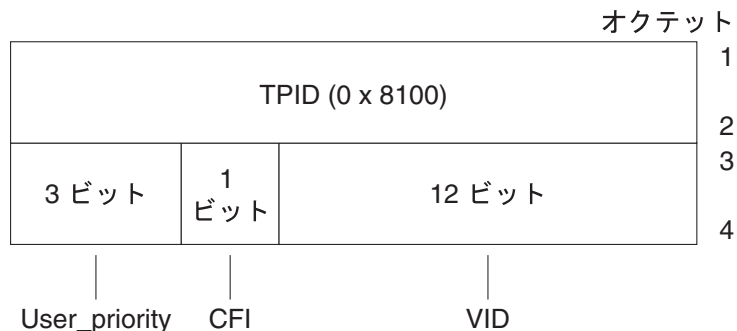 オクテット
1
TPID (0 x 8100)
2
3
3 ビット
1
ビット
12 ビット
4
User_priority
CFI
VID